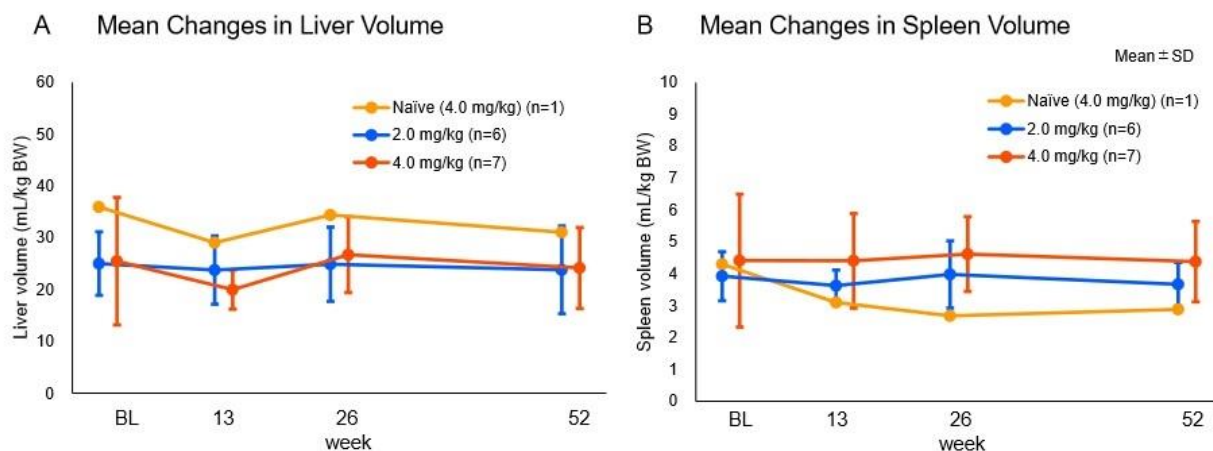 A Mean Changes in Liver Volume
Liver volume (mL/kg BW)
60
50
40
30
20
10
0
Naïve (4.0 mg/kg) (n=1)
2.0 mg/kg (n=6)
4.0 mg/kg (n=7)
BL 13 26 52
week
B Mean Changes in Spleen Volume
Mean ± SD
Spleen volume (mL/kg BW)
10
9
8
7
6
5
4
3
2
1
0
Naïve (4.0 mg/kg) (n=1)
2.0 mg/kg (n=6)
4.0 mg/kg (n=7)
BL 13 26 52
week